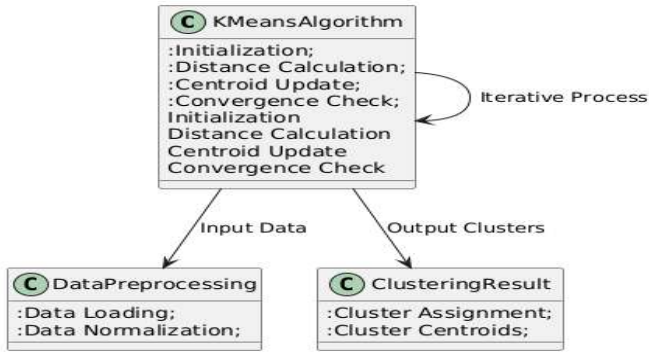 C KMeansAlgorithm
:Initialization;
:Distance Calculation;
:Centroid Update;
:Convergence Check;
Initialization
Distance Calculation
Centroid Update
Convergence Check
Iterative Process
Input Data
Output Clusters
C DataPreprocessing
:Data Loading;
:Data Normalization;
C ClusteringResult
:Cluster Assignment;
:Cluster Centroids;